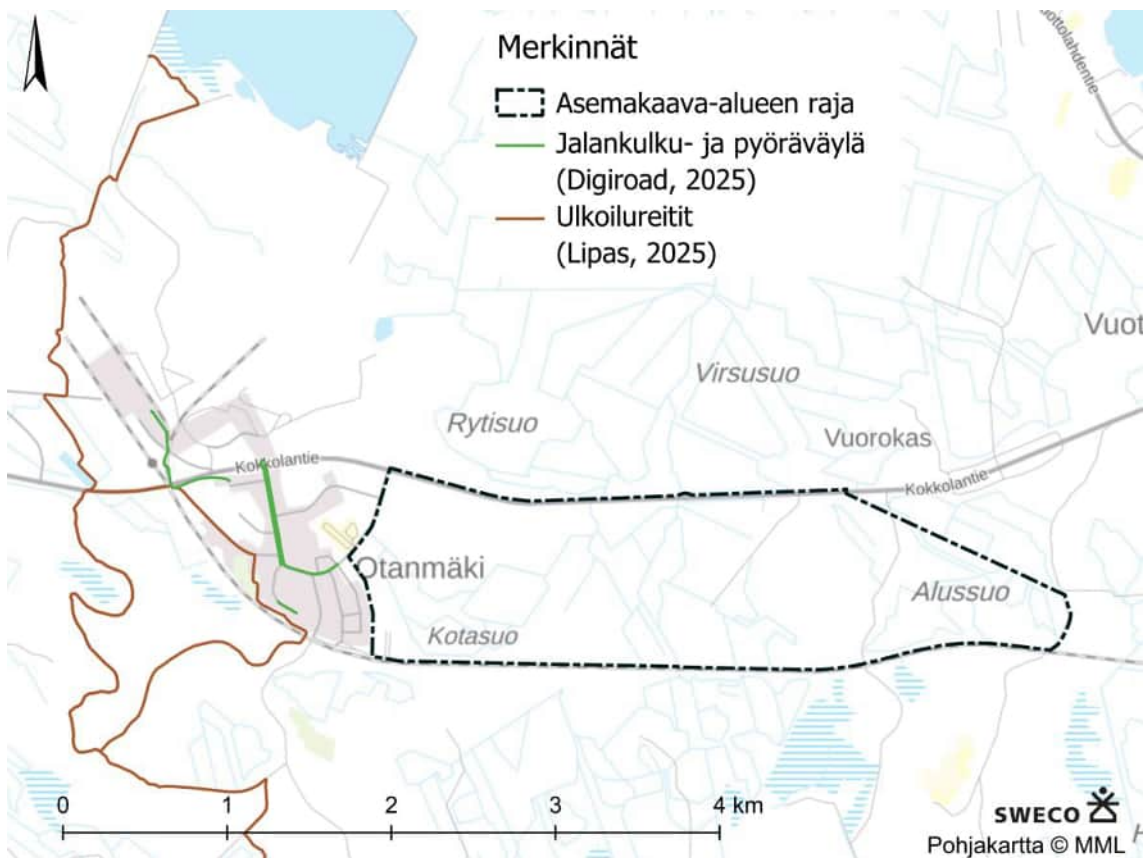 Merkinnät
Asemakaava-alueen raja
Jalankulku- ja pyöräväylä
(Digiroad, 2025)
Ulkoilureitit
(Lipas, 2025)
Vuot
Virsusuo
Rytisuo
Vuorokas
Kokkolantie
Kokkolantie
Otanmäki
Alussuo
Kotasuo
0 1 2 3 4 km
SWECO
Pohjakartta © MML